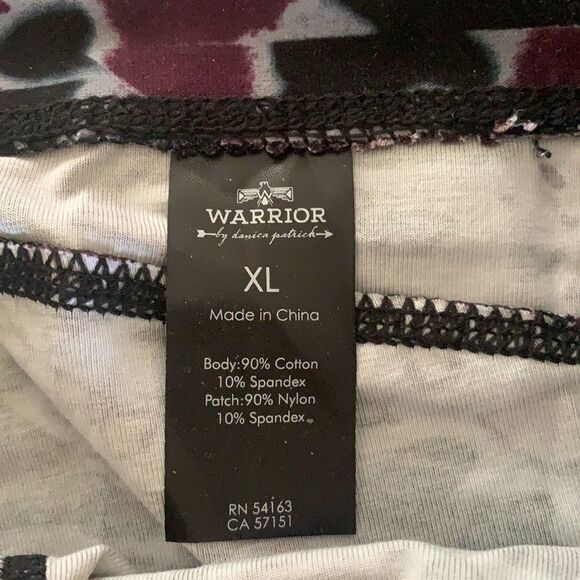 WARRIOR
by danica patrick
XL
Made in China
Body:90% Cotton
10% Spandex
Patch:90% Nylon
10% Spandex
RN 54163
CA 57151